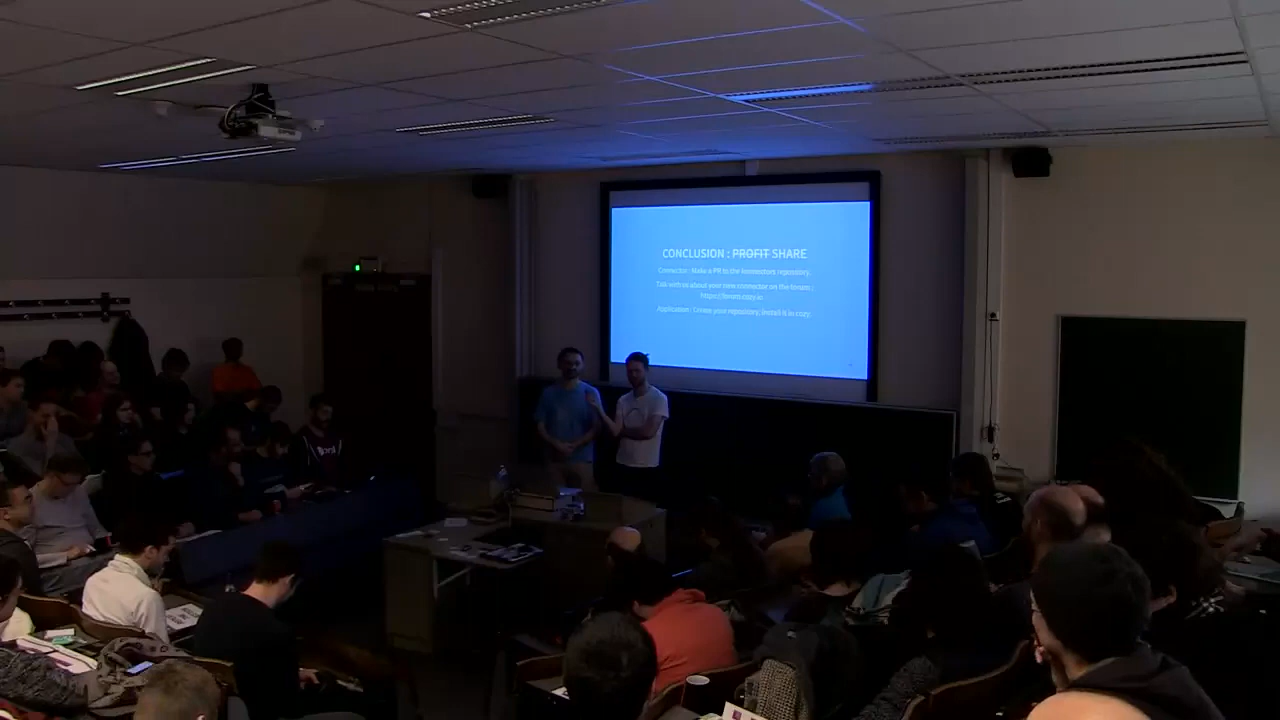 CONCLUSION : PROFIT SHARE
Connector : Make a PR to the konnectors repository.
Talk with us about your new connector on the forum :
https://forum.cozy.io
Application : Create your repository, install it in cozy.
April